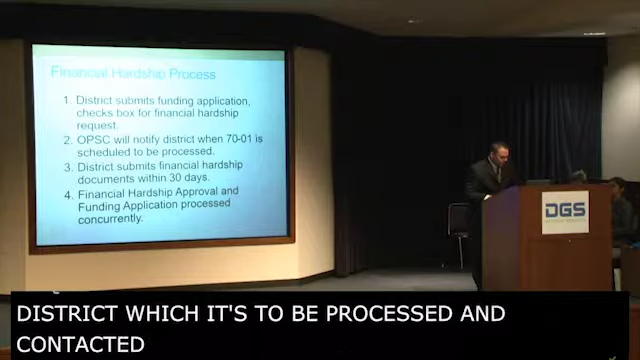 Financial Hardship Process
1. District submits funding application,
checks box for financial hardship
request.
2. OPSC will notify district when 70-01 is
scheduled to be processed.
3. District submits financial hardship
documents within 30 days.
4. Financial Hardship Approval and
Funding Application processed
concurrently.
DGS
DISTRICT WHICH IT'S TO BE PROCESSED AND
CONTACTED